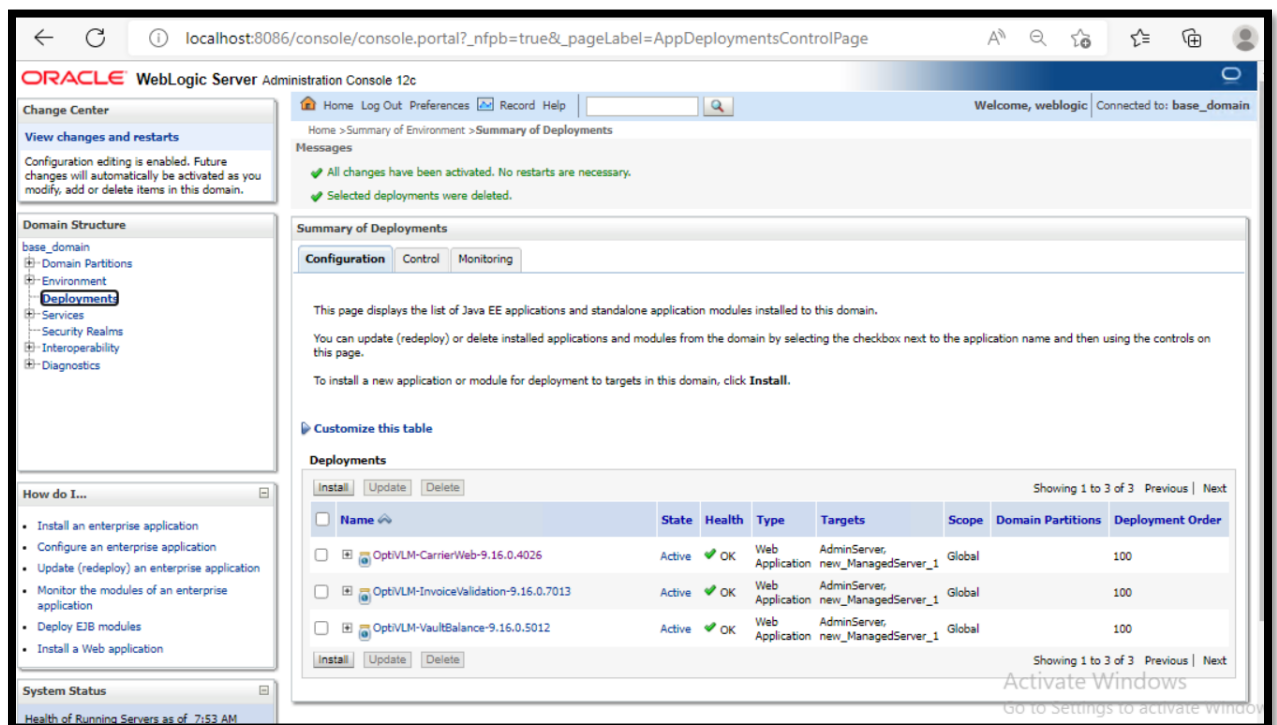 localhost:8086/console/console.portal?_nfpb=true&_pageLabel=AppDeploymentsControlPage
ORACLE WebLogic Server Administration Console 12c
Change Center
View changes and restarts
Configuration editing is enabled. Future
changes will automatically be activated as you
modify, add or delete items in this domain.
Domain Structure
base_domain
Domain Partitions
Environment
Deployments
Services
Security Realms
Interoperability
Diagnostics
How do I...
Install an enterprise application
Configure an enterprise application
Update (redeploy) an enterprise application
Monitor the modules of an enterprise
application
Deploy EJB modules
Install a Web application
System Status
Health of Running Servers as of 7:53 AM
Home Log Out Preferences Record Help
Welcome, weblogic Connected to: base_domain
Home >Summary of Environment >Summary of Deployments
Messages
All changes have been activated. No restarts are necessary.
Selected deployments were deleted.
Summary of Deployments
Configuration Control Monitoring
This page displays the list of Java EE applications and standalone application modules installed to this domain.
You can update (redeploy) or delete installed applications and modules from the domain by selecting the checkbox next to the application name and then using the controls on
this page.
To install a new application or module for deployment to targets in this domain, click Install.
Customize this table
Deployments
Install Update Delete Showing 1 to 3 of 3 Previous | Next
Name State Health Type Targets Scope Domain Partitions Deployment Order
OptiVLM-CarrierWeb-9.16.0.4026 Active OK Web Application AdminServer, new_ManagedServer_1 Global 100
OptiVLM-InvoiceValidation-9.16.0.7013 Active OK Web Application AdminServer, new_ManagedServer_1 Global 100
OptiVLM-VaultBalance-9.16.0.5012 Active OK Web Application AdminServer, new_ManagedServer_1 Global 100
Install Update Delete Showing 1 to 3 of 3 Previous | Next
Activate Windows
Go to Settings to activate Window